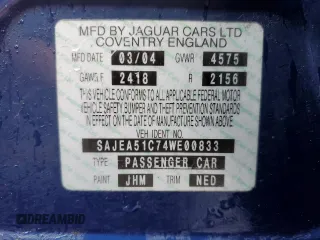 MFD BY JAGUAR CARS LTD
COVENTRY ENGLAND
MFD DATE 03/04 GVWR 4575
GAWR F 2418 R 2156
THIS VEHICLE CONFORMS TO ALL APPLICABLE FEDERAL MOTOR
VEHICLE SAFETY BUMPER AND THEFT PREVENTION
STANDARDS IN EFFECT ON THE DATE OF MANUFACTURE SHOWN ABOVE
VEH IDENT NO.
SAJEA51C74WE00833
TYPE PASSENGER CAR
PAINT JHM TRIM NED
DREAMBID